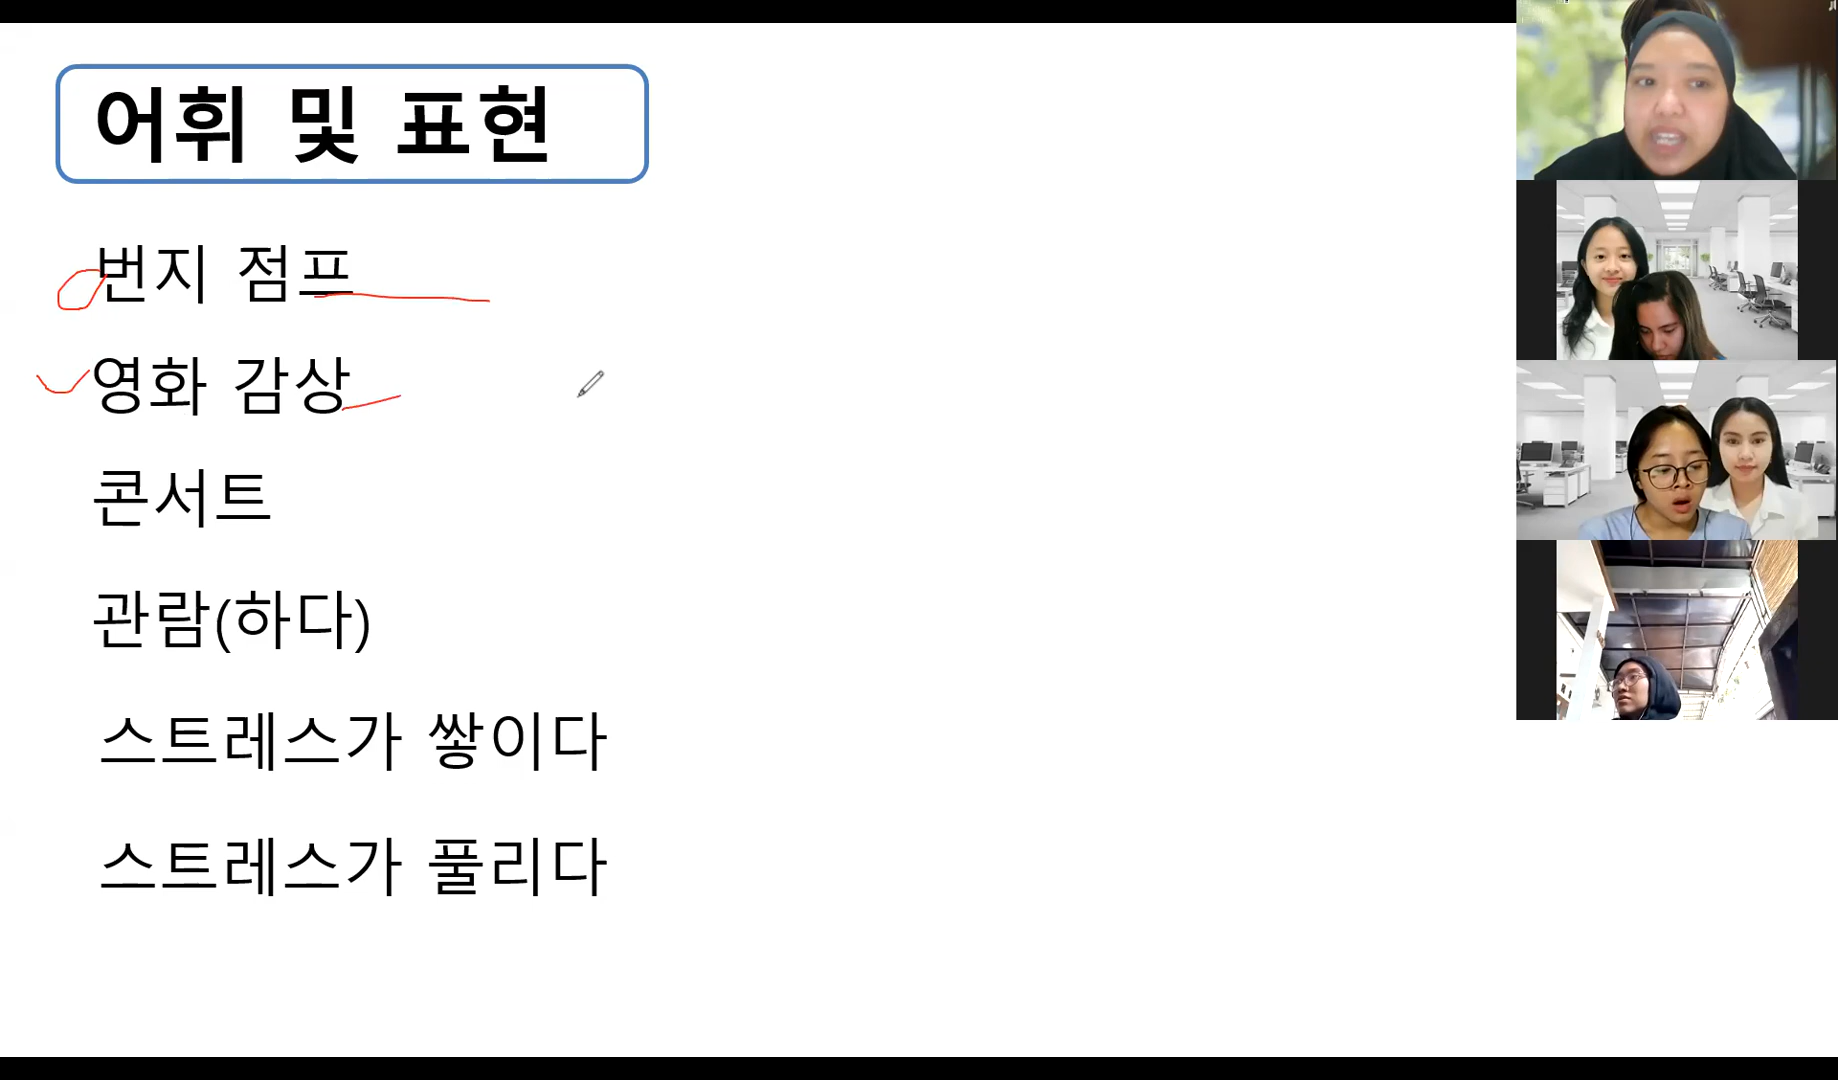 어휘 및 표현
번지 점프
영화 감상
콘서트
관람(하다)
스트레스가 쌓이다
스트레스가 풀리다